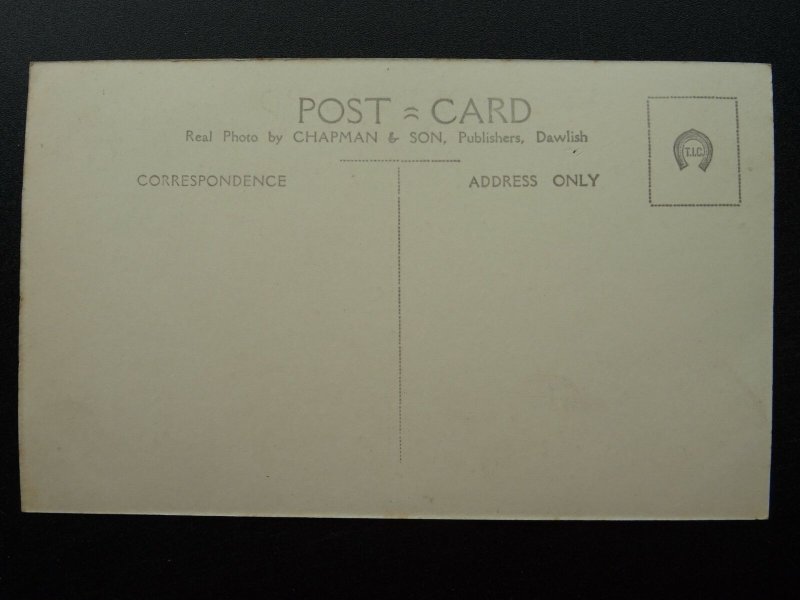 POST CARD
Real Photo by CHAPMAN & SON, Publishers, Dawlish
CORRESPONDENCE
ADDRESS ONLY
T.I.C.